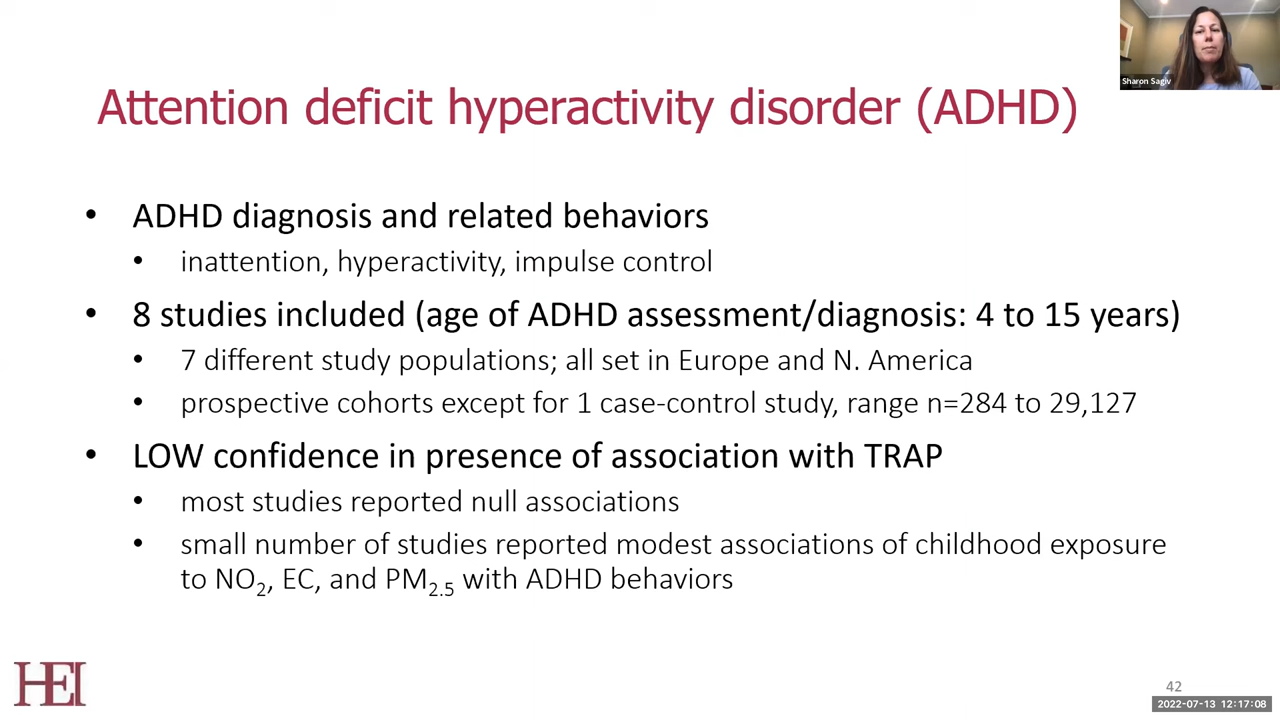 Sharon Sagiv
Attention deficit hyperactivity disorder (ADHD)
• ADHD diagnosis and related behaviors
• inattention, hyperactivity, impulse control
• 8 studies included (age of ADHD assessment/diagnosis: 4 to 15 years)
• 7 different study populations; all set in Europe and N. America
• prospective cohorts except for 1 case-control study, range n=284 to 29,127
• LOW confidence in presence of association with TRAP
• most studies reported null associations
• small number of studies reported modest associations of childhood exposure
to NO₂, EC, and PM₂.₅ with ADHD behaviors
HEI
42
2022-07-13 12:17:08